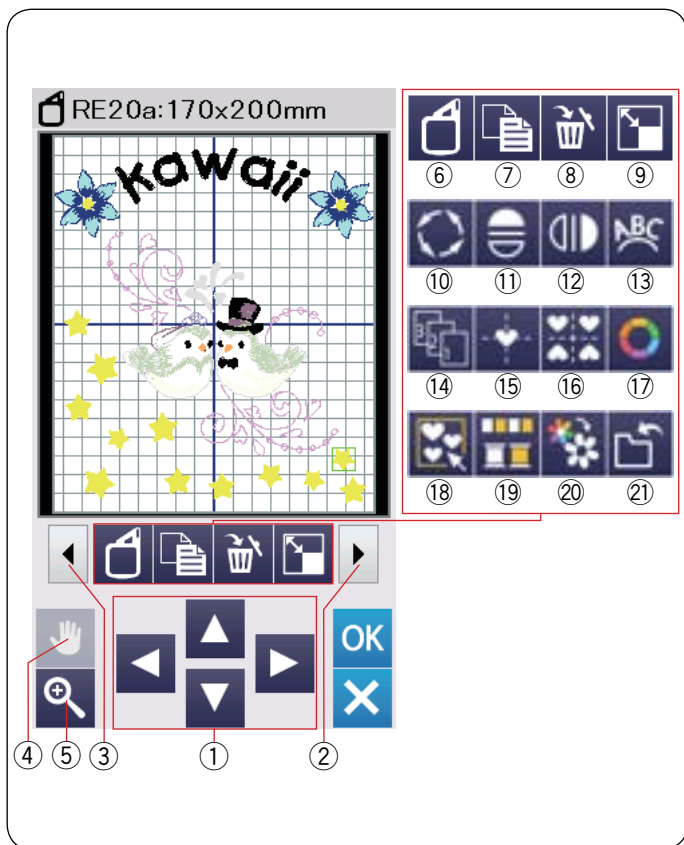 RE20a:170x200mm
kawaii
⑥ ⑦ ⑧ ⑨
⑩ ⑪ ⑫ ABC ⑬
⑭ ⑮ ⑯ ⑰
⑱ ⑲ ⑳ ㉑
OK
④ ⑤ ③ ① ②